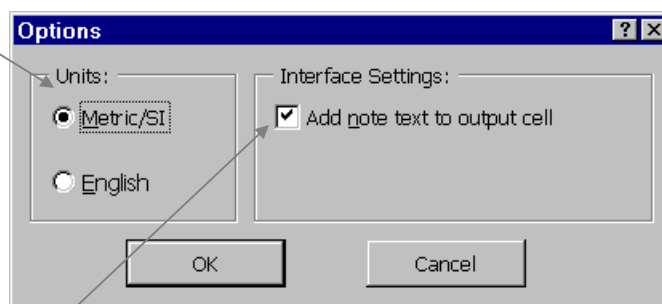 Options
Units:
Metric/SI
English
Interface Settings:
Add note text to output cell
OK
Cancel